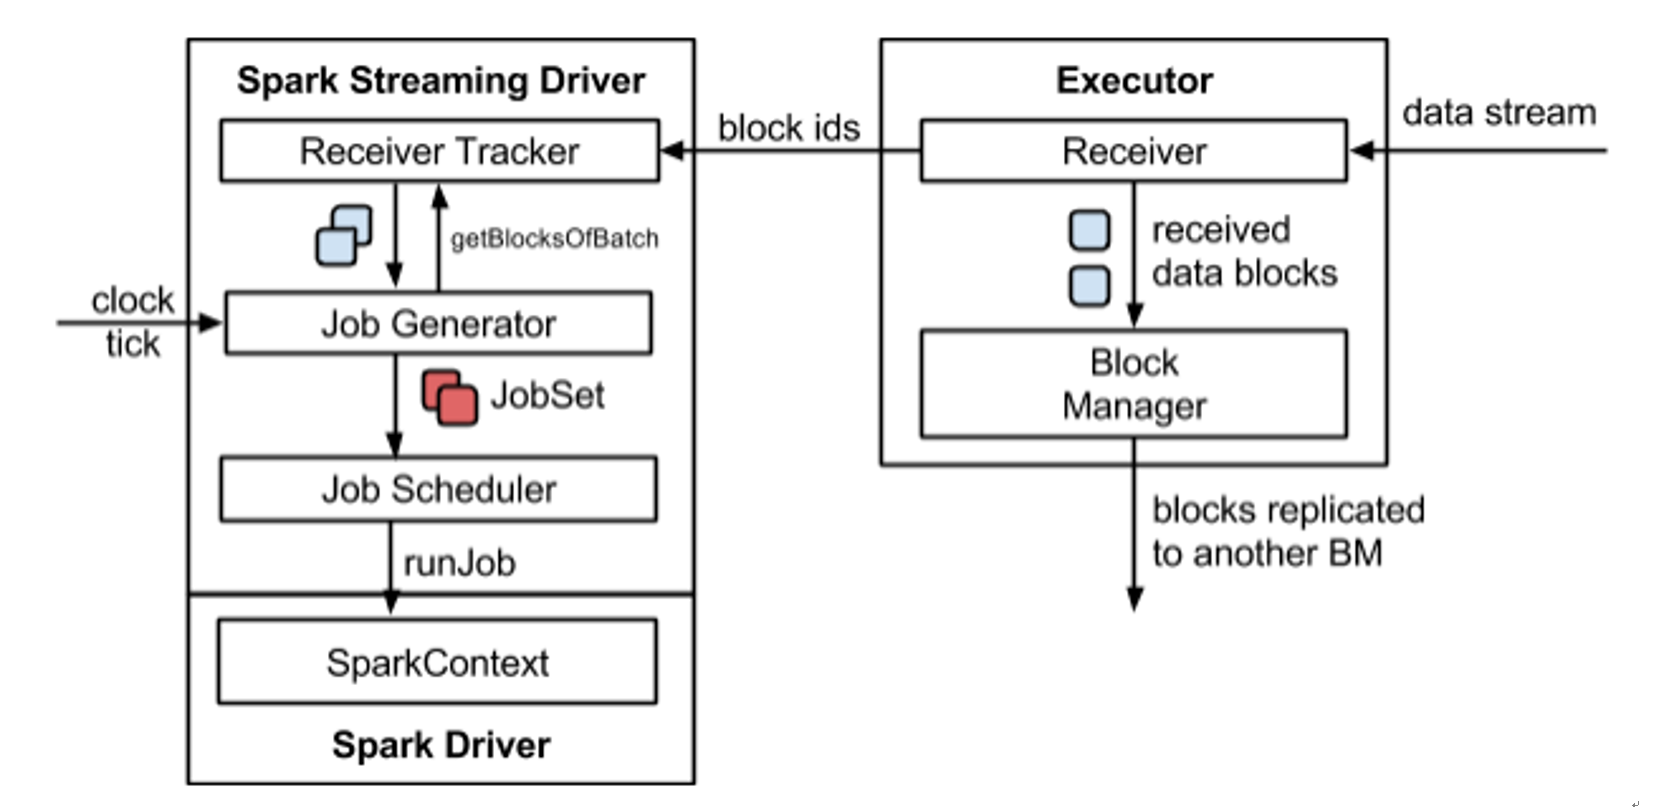 Spark Streaming Driver
Receiver Tracker
getBlocksOfBatch
clock
tick
Job Generator
JobSet
Job Scheduler
runJob
SparkContext
Spark Driver
block ids
Executor
data stream
Receiver
received
data blocks
Block
Manager
blocks replicated
to another BM